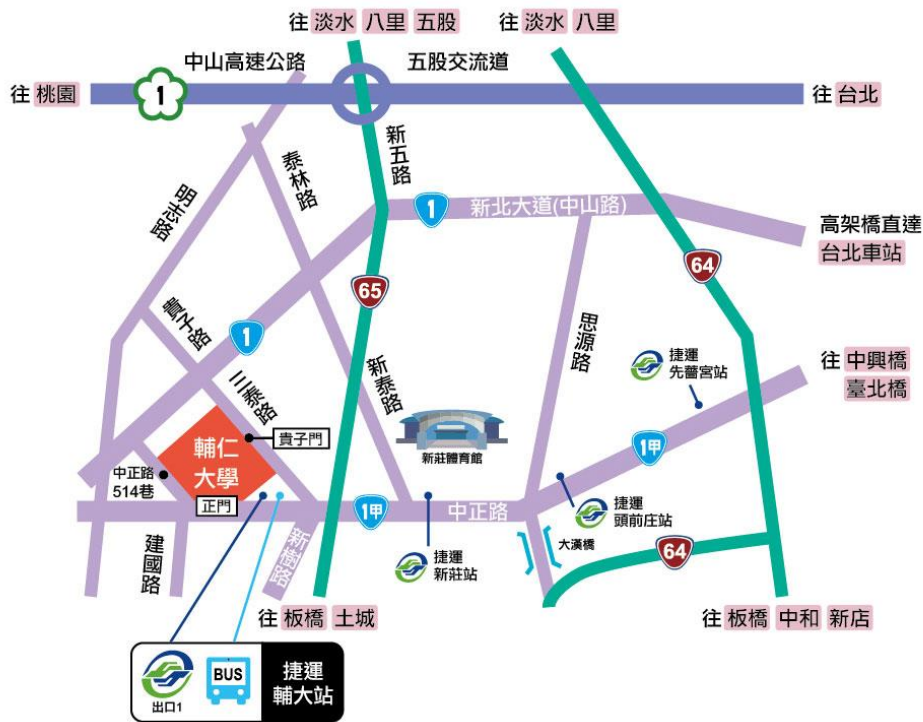 往 淡水 八里 五股
往 淡水 八里
中山高速公路
五股交流道
往 桃園
1
往 台北
新五路
泰林路
明志路
1
新北大道(中山路)
高架橋直達
台北車站
64
65
貴子路
1
思源路
捷運
先嗇宮站
往 中興橋
臺北橋
三泰路
新泰路
新莊體育館
1甲
輔仁
大學
貴子門
中正路
514巷
正門
1甲
中正路
捷運
頭前庄站
建國路
新樹路
捷運
新莊站
大漢橋
64
往 板橋 土城
往 板橋 中和 新店
BUS
出口1
捷運
輔大站